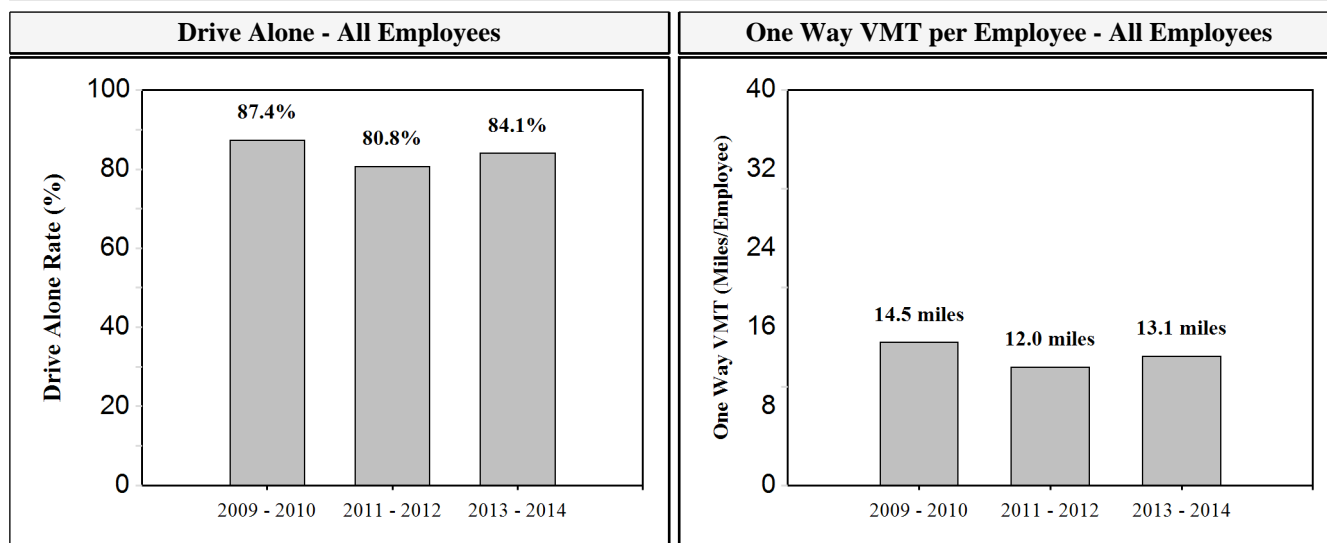 Drive Alone - All Employees
Drive Alone Rate (%)
100
80
60
40
20
0
87.4%
80.8%
84.1%
2009 - 2010
2011 - 2012
2013 - 2014
One Way VMT per Employee - All Employees
One Way VMT (Miles/Employee)
40
32
24
16
8
0
14.5 miles
12.0 miles
13.1 miles
2009 - 2010
2011 - 2012
2013 - 2014